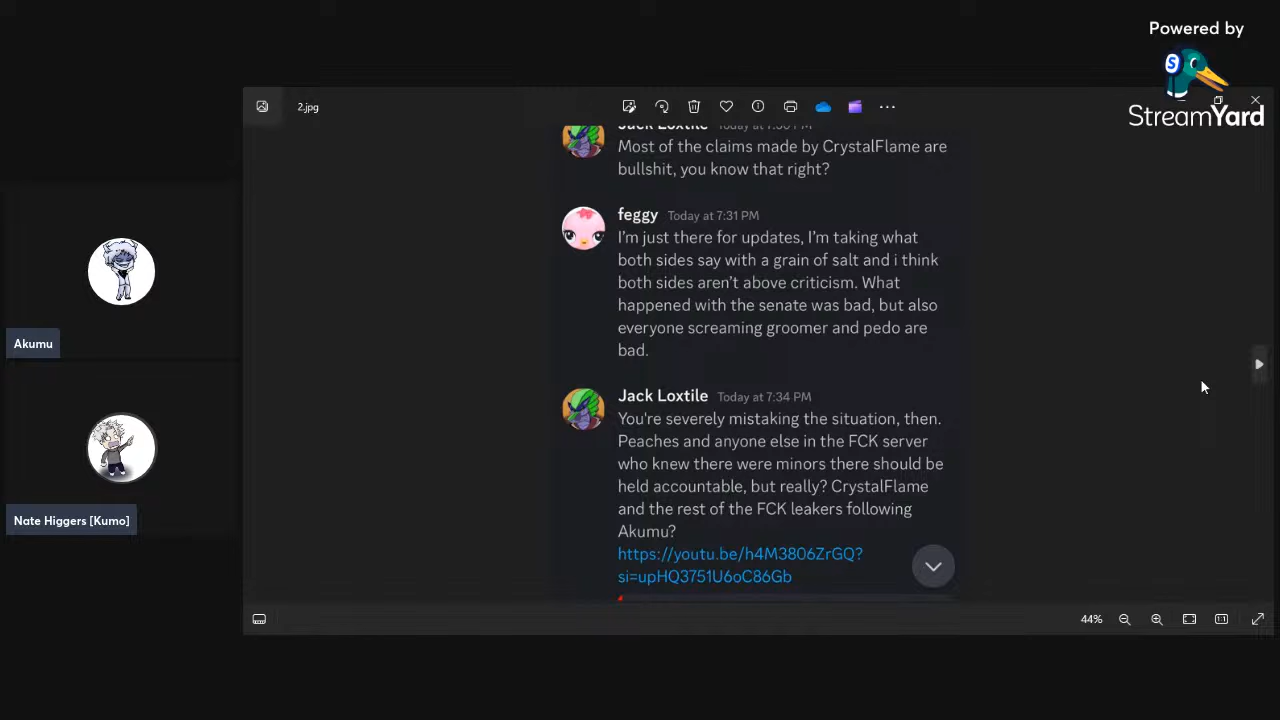 Powered by
StreamYard
2.jpg
Jack Loxtile Today at 7:30 PM
Most of the claims made by CrystalFlame are
bullshit, you know that right?
feggy Today at 7:31 PM
I'm just there for updates, I'm taking what
both sides say with a grain of salt and i think
both sides aren't above criticism. What
happened with the senate was bad, but also
everyone screaming groomer and pedo are
bad.
Jack Loxtile Today at 7:34 PM
You're severely mistaking the situation, then.
Peaches and anyone else in the FCK server
who knew there were minors there should be
held accountable, but really? CrystalFlame
and the rest of the FCK leakers following
Akumu?
https://youtu.be/h4M3806ZrGQ?
si=upHQ3751U6oC86Gb
Akumu
Nate Higgers [Kumo]
44%